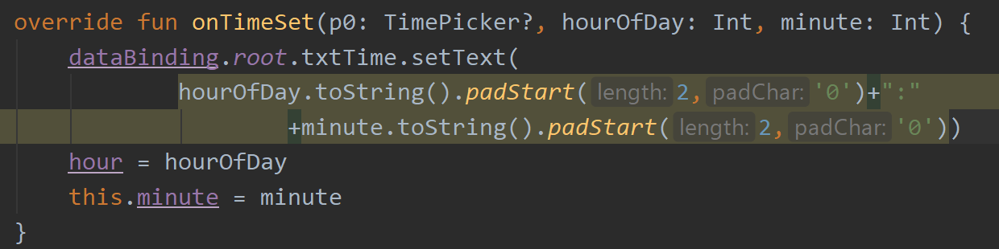 override fun onTimeSet(p0: TimePicker?, hourOfDay: Int, minute: Int) {
dataBinding.root.txtTime.setText(
hourOfDay.toString().padStart( length: 2, padChar: '0')+":"
+minute.toString().padStart( length: 2, padChar: '0'))
hour = hourOfDay
this.minute = minute
}